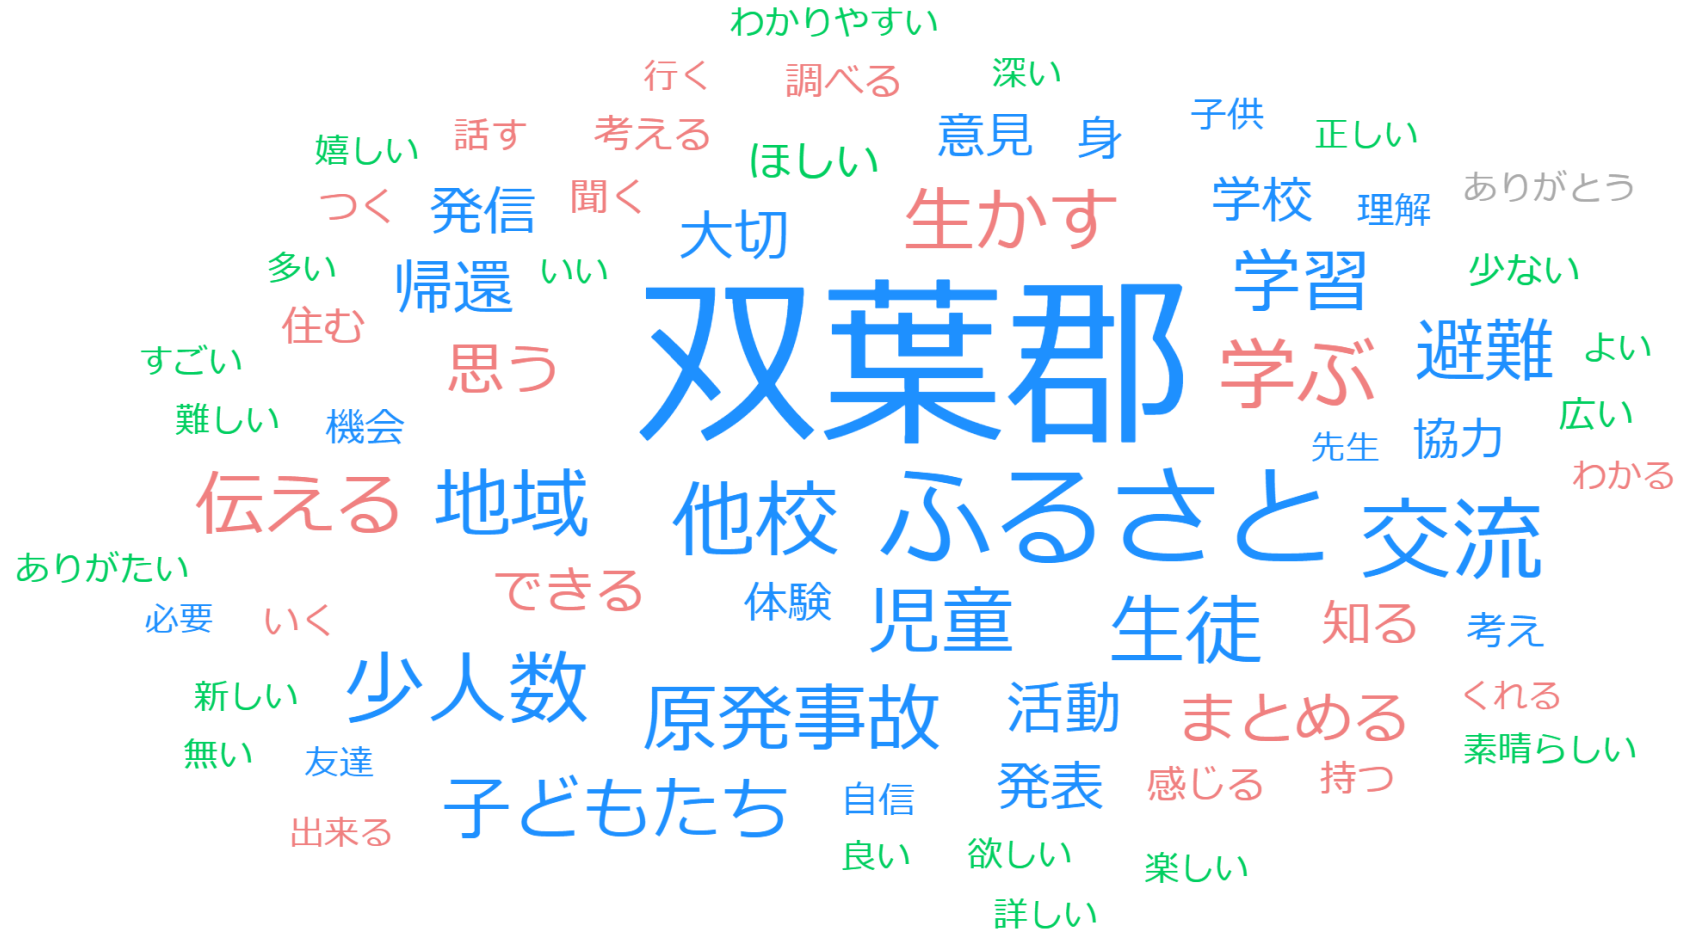 わかりやすい
行く 調べる 深い
嬉しい 話す 考える ほしい 意見 身 子供 正しい
つく 発信 聞く 大切 生かす 学校 理解 ありがとう
多い 帰還 いい 学習 少ない
住む 双葉郡
すごい 思う 学ぶ 避難 よい
難しい 機会 先生 協力 広い
伝える 地域 他校 ふるさと 交流 わかる
ありがたい できる
必要 いく 体験 児童 生徒 知る 考え
新しい 少人数 原発事故 活動 まとめる くれる
無い 友達 素晴らしい
出来る 子どもたち 自信 発表 感じる 持つ
良い 欲しい 楽しい
詳しい